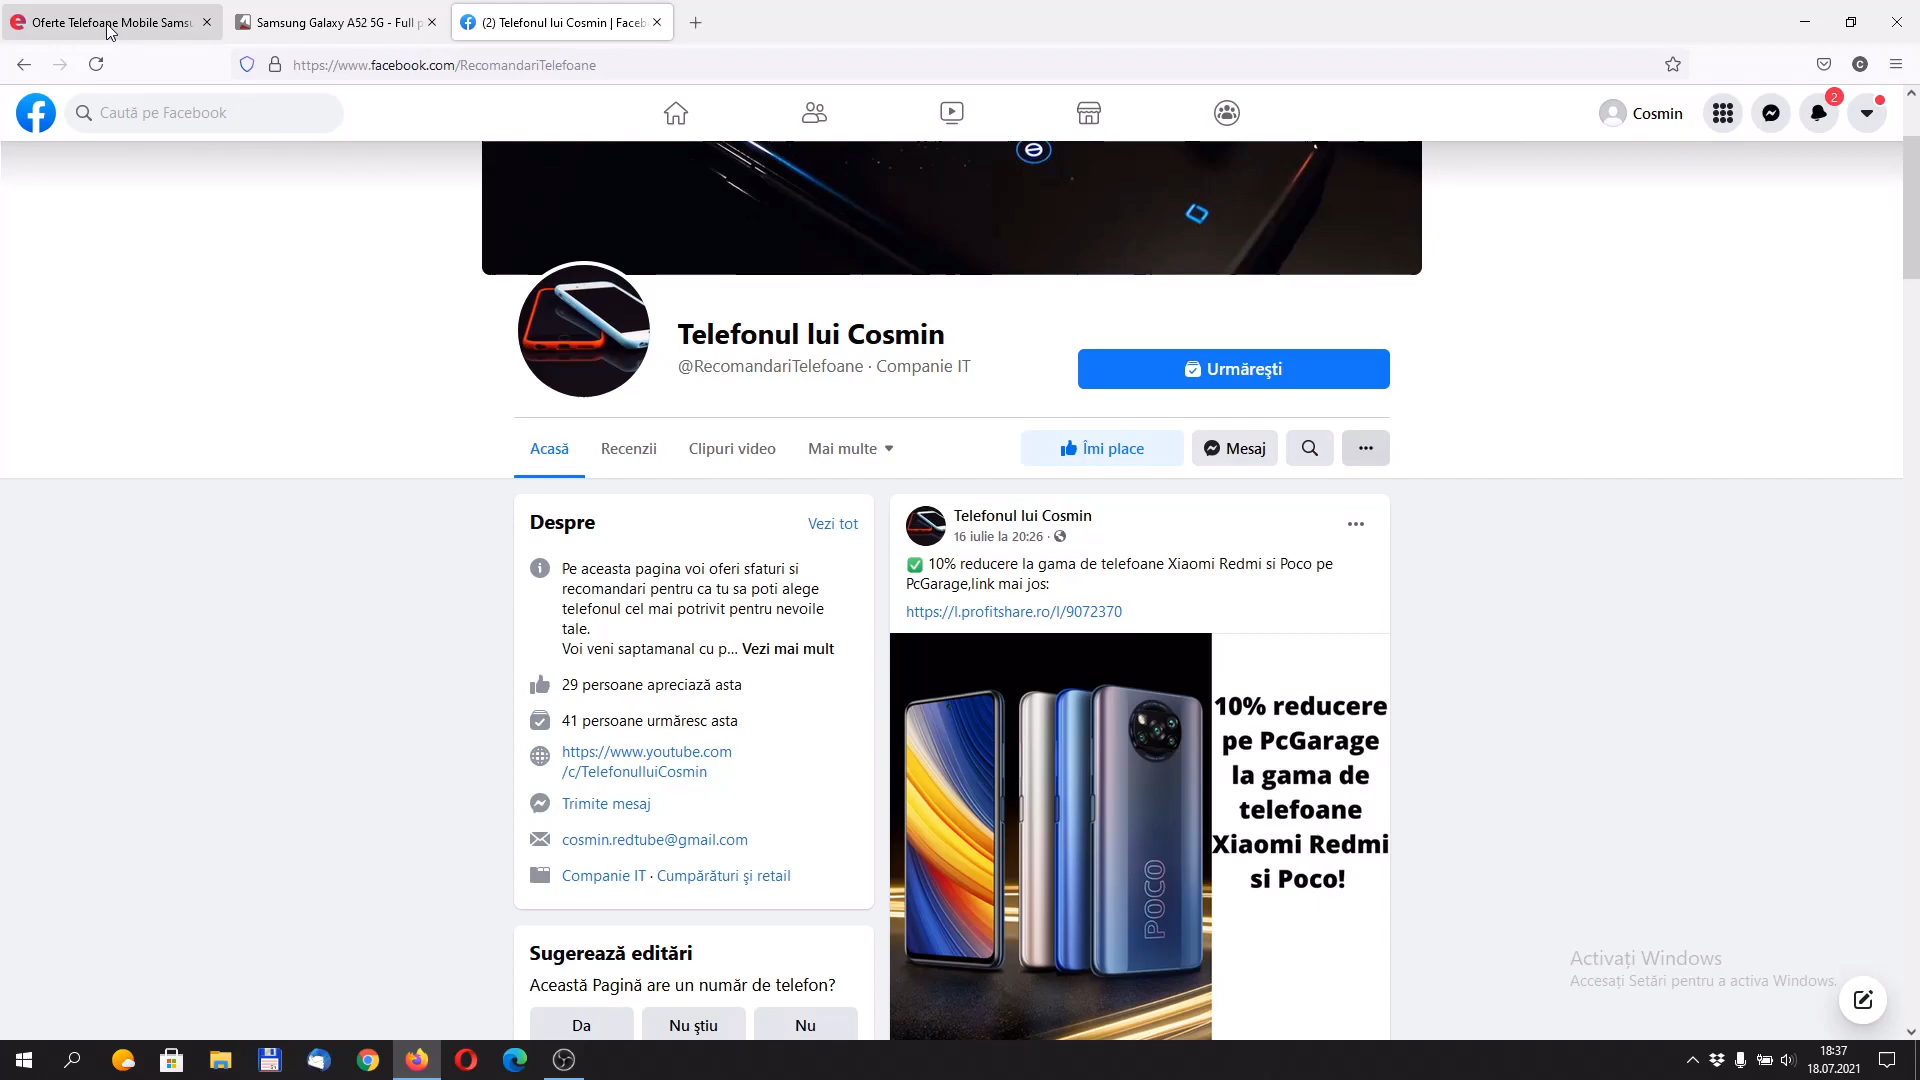 Oferte Telefoane Mobile Samsu
Samsung Galaxy A52 5G - Full p
(2) Telefonul lui Cosmin | Faceb
https://www.facebook.com/RecomandariTelefoane
Caută pe Facebook
Cosmin
2
Telefonul lui Cosmin
@RecomandariTelefoane · Companie IT
Urmărești
Acasă
Recenzii
Clipuri video
Mai multe
Îmi place
Mesaj
Despre
Vezi tot
Pe aceasta pagina voi oferi sfaturi si
recomandari pentru ca tu sa poti alege
telefonul cel mai potrivit pentru nevoile
tale.
Voi veni saptamanal cu p... Vezi mai mult
29 persoane apreciază asta
41 persoane urmăresc asta
https://www.youtube.com
/c/TelefonulluiCosmin
Trimite mesaj
cosmin.redtube@gmail.com
Companie IT · Cumpărături şi retail
Sugerează editări
Această Pagină are un număr de telefon?
Da
Nu ştiu
Nu
Telefonul lui Cosmin
16 iulie la 20:26 ·
10% reducere la gama de telefoane Xiaomi Redmi si Poco pe
PcGarage,link mai jos:
https://l.profitshare.ro/l/9072370
POCO
10% reducere
pe PcGarage
la gama de
telefoane
Xiaomi Redmi
si Poco!
Activați Windows
Accesați Setări pentru a activa Windows.
18:37
18.07.2021